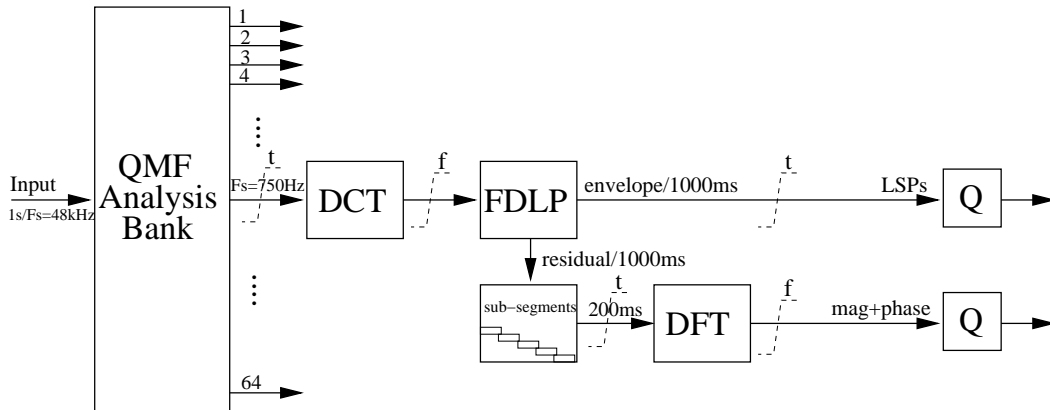 1
2
3
4
QMF
Analysis
Bank
Input
1s/Fs=48kHz
t
Fs=750Hz
DCT
f
FDLP
envelope/1000ms
t
LSPs
Q
residual/1000ms
sub-segments
t
200ms
DFT
f
mag+phase
Q
64